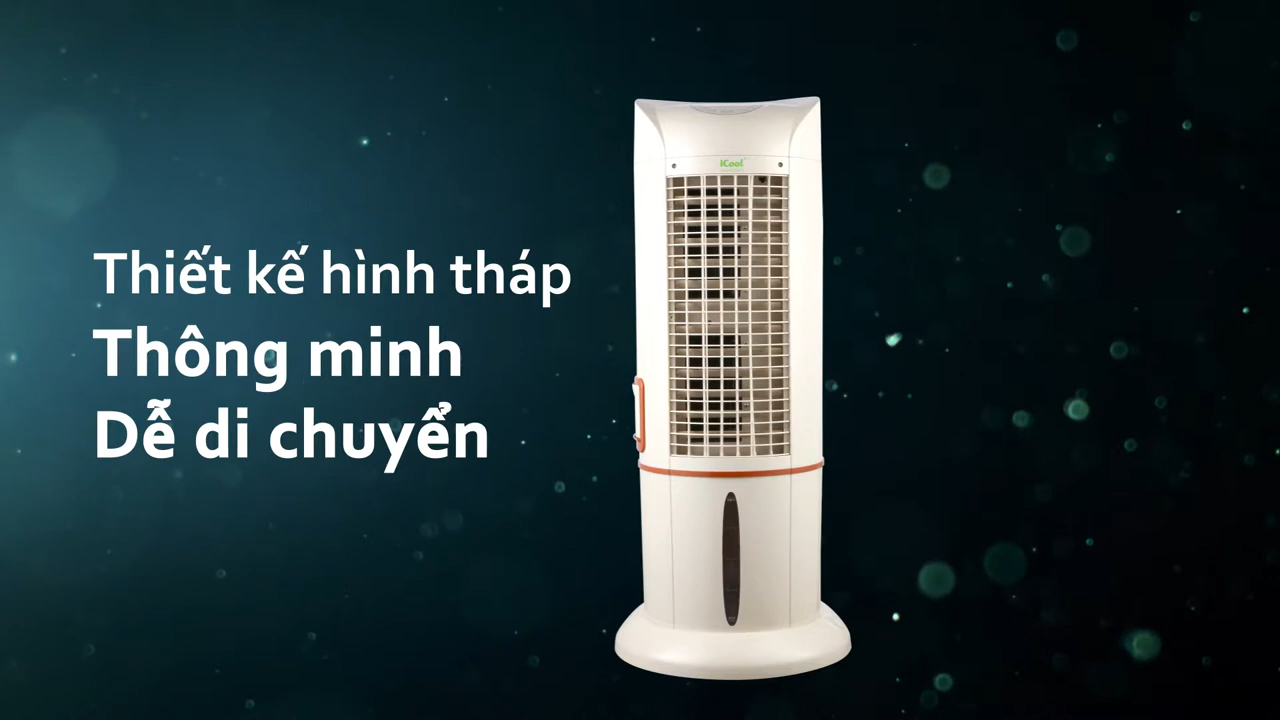 Thiết kế hình tháp
Thông minh
Dễ di chuyển
iCool